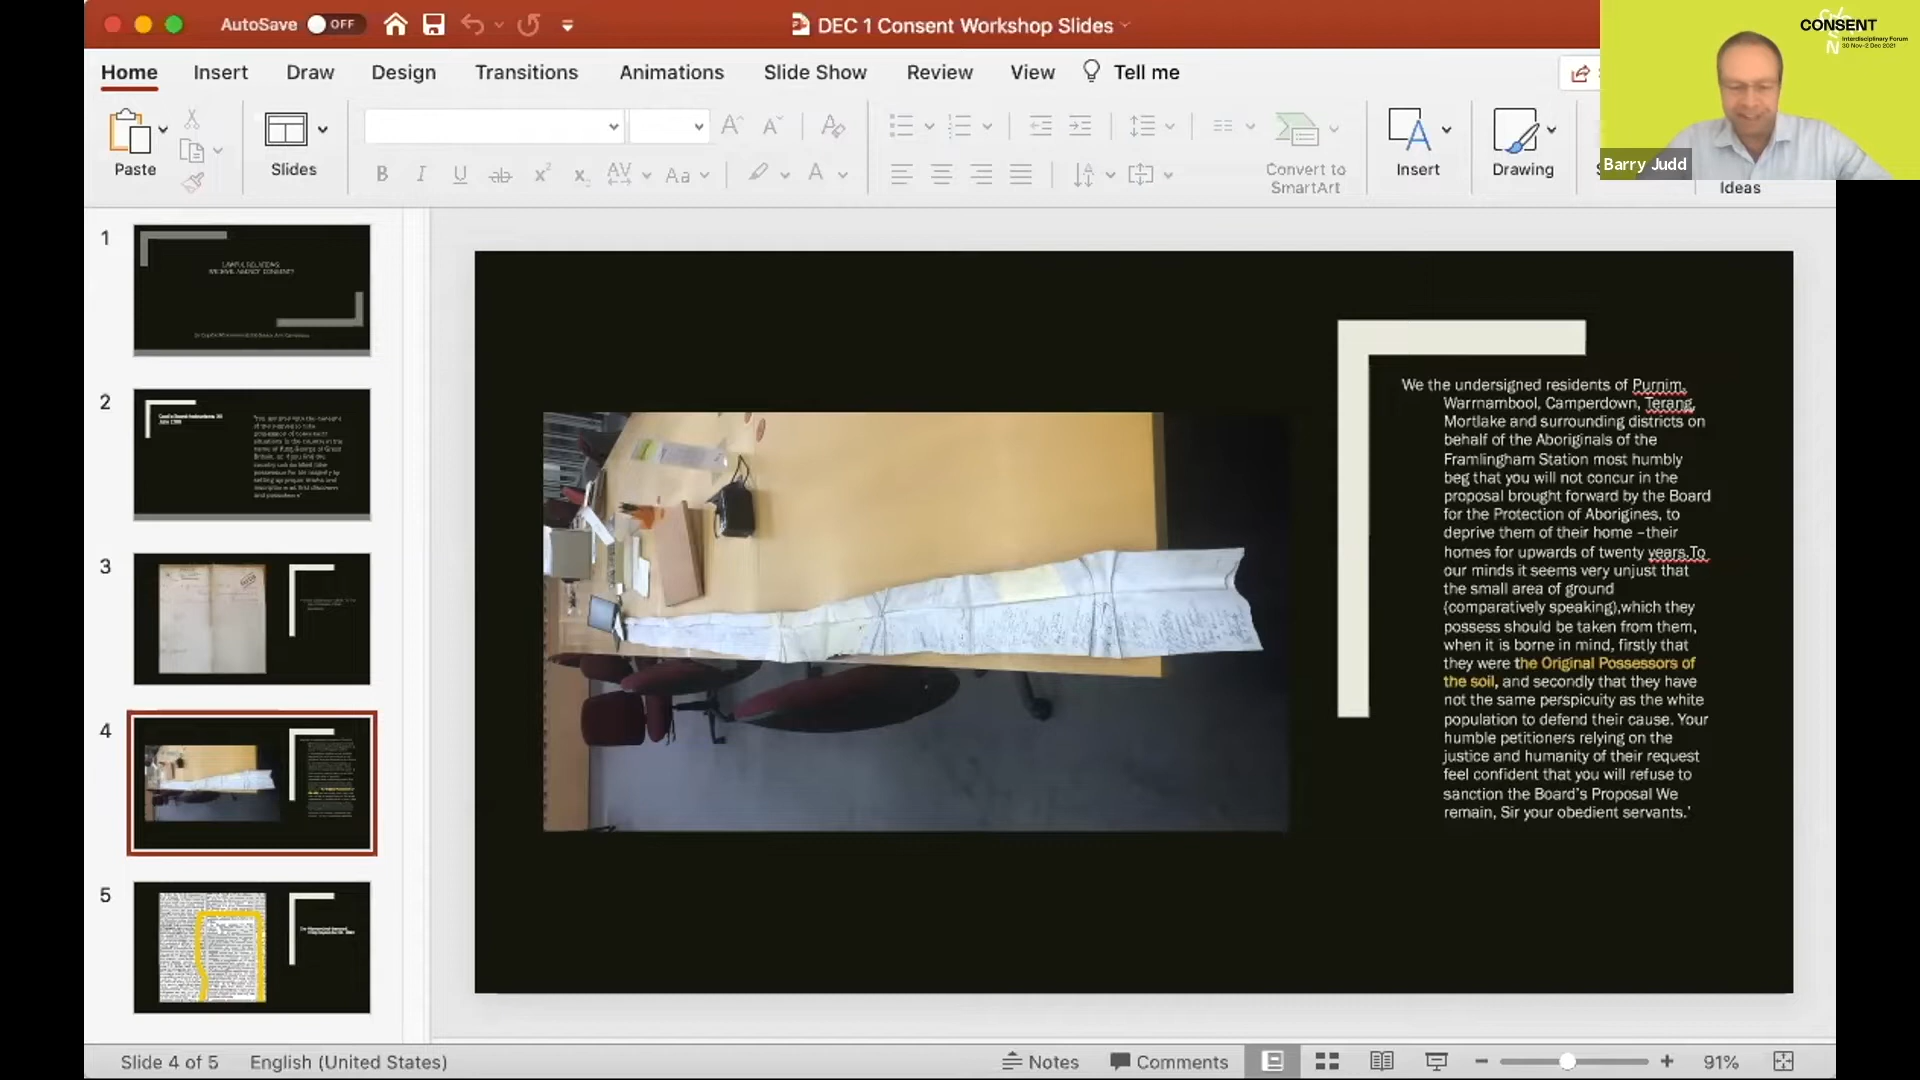 AutoSave OFF
DEC 1 Consent Workshop Slides
CONSENT
Interdisciplinary Forum
30 Nov-2 Dec 2021
Barry Judd
Home Insert Draw Design Transitions Animations Slide Show Review View Tell me
Paste
Slides
Convert to
SmartArt
Insert
Drawing
Ideas
1
2
3
4
5
We the undersigned residents of Purnim,
Warrnambool, Camperdown, Terang,
Mortlake and surrounding districts on
behalf of the Aboriginals of the
Framlingham Station most humbly
beg that you will not concur in the
proposal brought forward by the Board
for the Protection of Aborigines, to
deprive them of their home –their
homes for upwards of twenty years.To
our minds it seems very unjust that
the small area of ground
(comparatively speaking),which they
possess should be taken from them,
when it is borne in mind, firstly that
they were the Original Possessors of
the soil, and secondly that they have
not the same perspicuity as the white
population to defend their cause. Your
humble petitioners relying on the
justice and humanity of their request
feel confident that you will refuse to
sanction the Board's Proposal We
remain, Sir your obedient servants.'
Slide 4 of 5 English (United States)
Notes Comments 91%